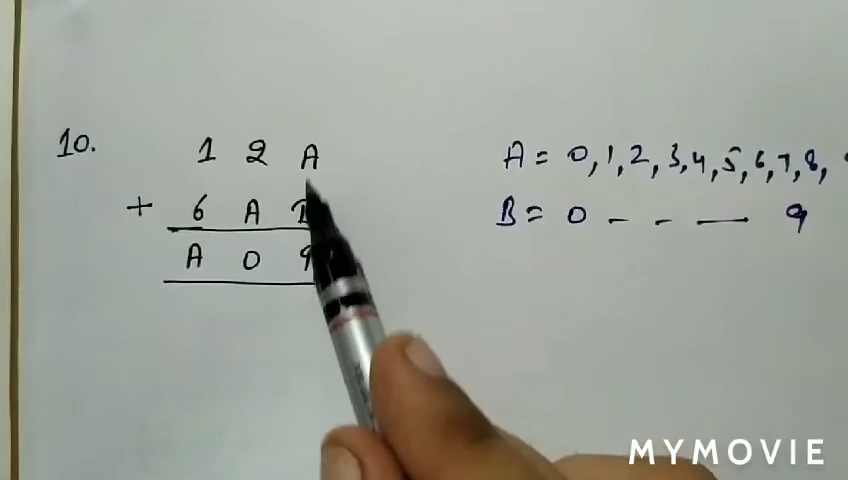 10. 1 2 A A = 0, 1, 2, 3, 4, 5, 6, 7, 8,
+ 6 A B = 0 - - — 9
A 0 9
MYMOVIE